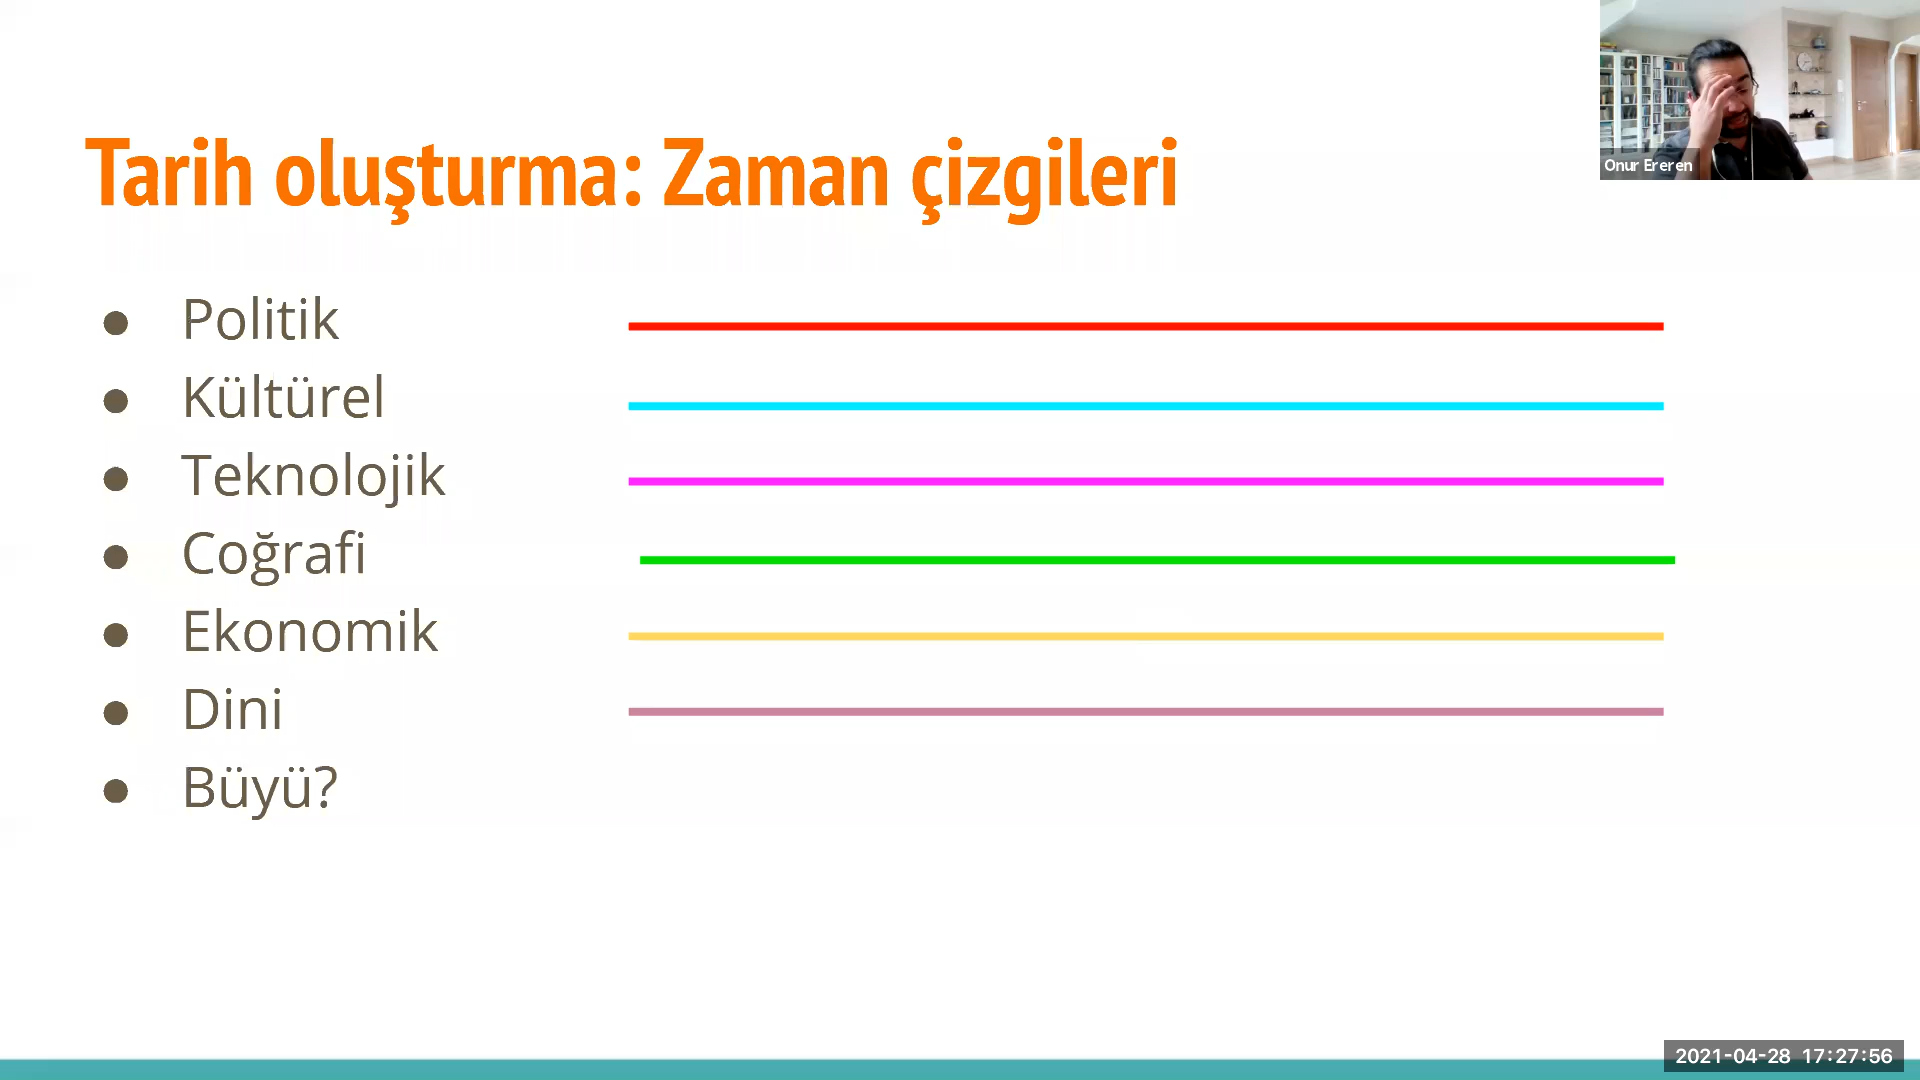 Tarih oluşturma: Zaman çizgileri
Onur Ereren
● Politik
● Kültürel
● Teknolojik
● Coğrafi
● Ekonomik
● Dini
● Büyü?
2021-04-28 17:27:56